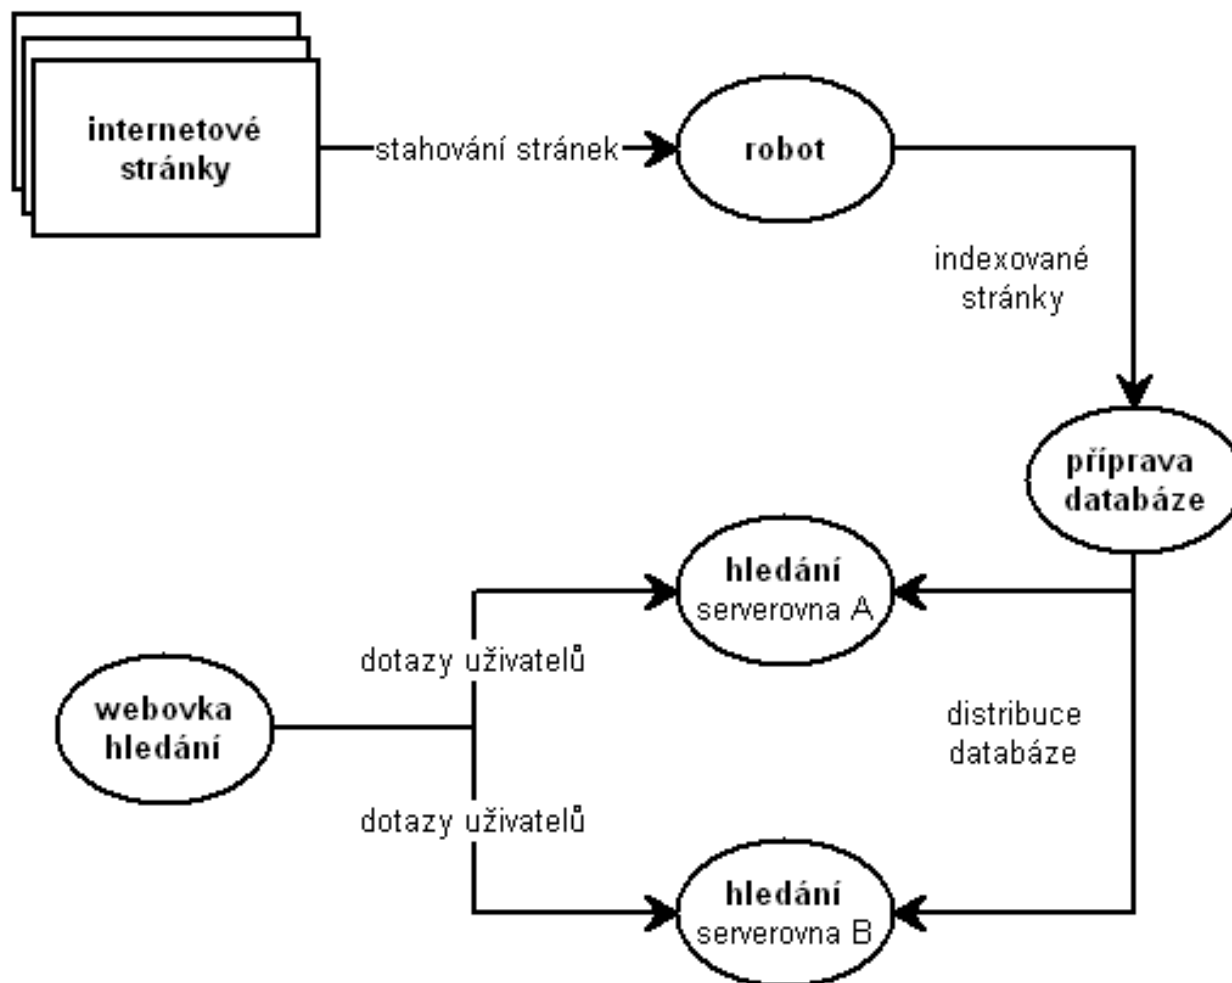 internetové
stránky
stahování stránek
robot
indexované
stránky
příprava
databáze
hledání
serverovna A
dotazy uživatelů
webovka
hledání
distribuce
databáze
dotazy uživatelů
hledání
serverovna B